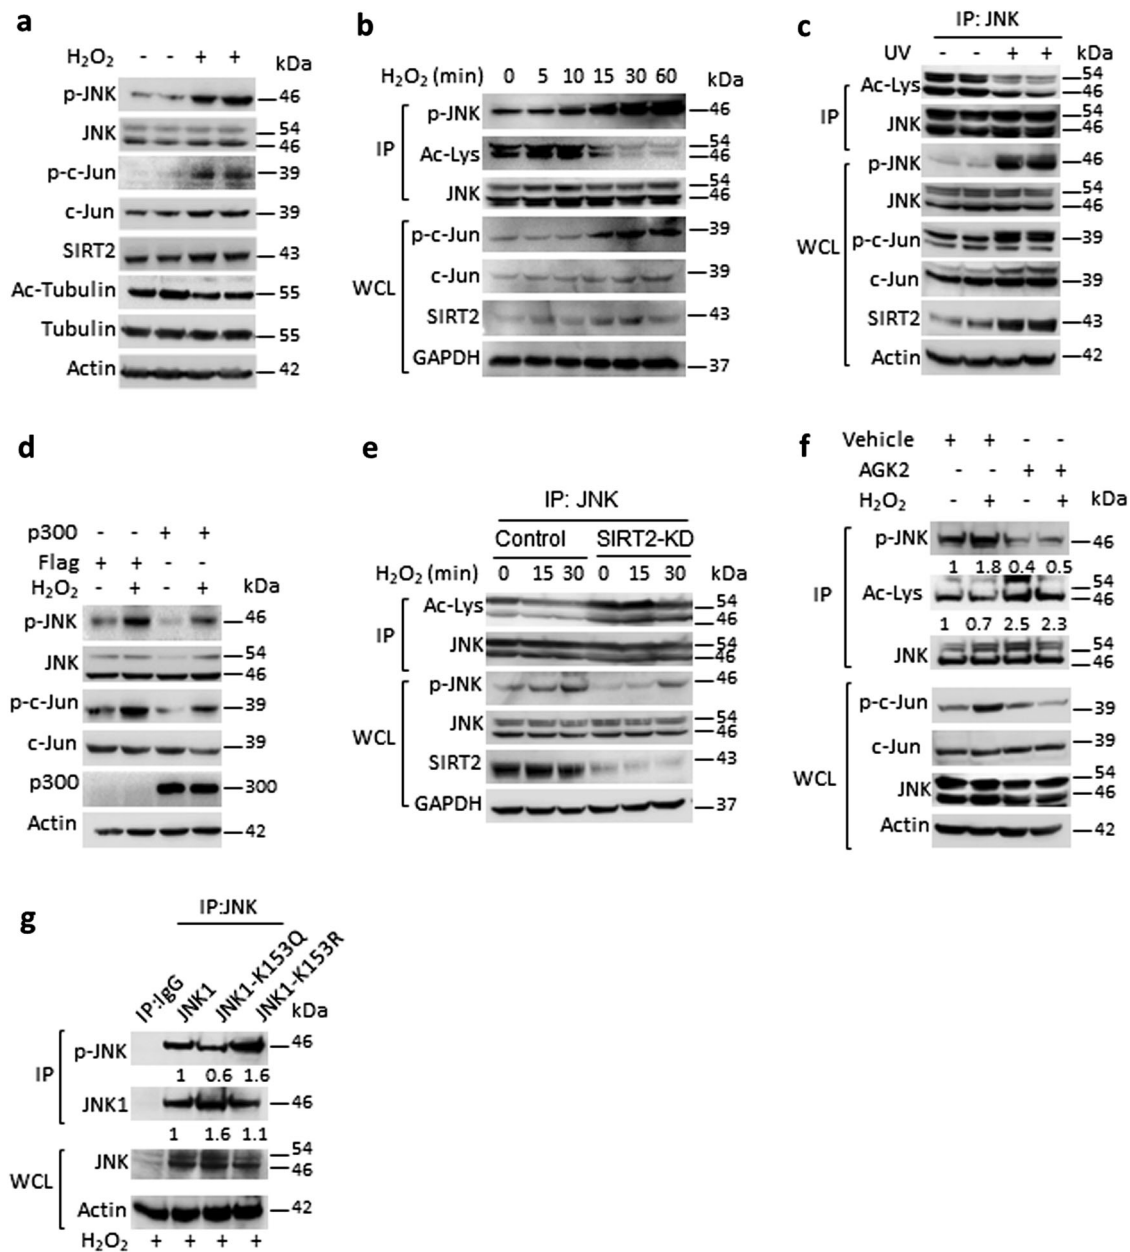 a
H₂O₂ - - + + kDa
p-JNK 46
JNK 54
46
p-c-Jun 39
c-Jun 39
SIRT2 43
Ac-Tubulin 55
Tubulin 55
Actin 42
b
H₂O₂ (min) 0 5 10 15 30 60 kDa
IP
p-JNK 46
Ac-Lys 54
46
JNK 54
46
WCL
p-c-Jun 39
c-Jun 39
SIRT2 43
GAPDH 37
c
IP: JNK
UV - - + + kDa
IP
Ac-Lys 54
46
JNK 54
46
WCL
p-JNK 46
JNK 54
46
p-c-Jun 39
c-Jun 39
SIRT2 43
Actin 42
d
p300 - - + +
Flag + + - -
H₂O₂ - + - + kDa
p-JNK 46
JNK 54
46
p-c-Jun 39
c-Jun 39
p300 300
Actin 42
e
IP: JNK
Control SIRT2-KD
H₂O₂ (min) 0 15 30 0 15 30 kDa
IP
Ac-Lys 54
46
JNK 54
46
WCL
p-JNK 46
JNK 54
46
SIRT2 43
GAPDH 37
f
Vehicle + + - -
AGK2 - - + +
H₂O₂ - + - + kDa
IP
p-JNK 46
1 1.8 0.4 0.5
Ac-Lys 54
46
1 0.7 2.5 2.3
JNK 54
46
WCL
p-c-Jun 39
c-Jun 39
JNK 54
46
Actin 42
g
IP:JNK
IP:IgG JNK1 JNK1-K153Q JNK1-K153R kDa
IP
p-JNK 46
1 0.6 1.6
JNK1 46
1 1.6 1.1
WCL
JNK 54
46
Actin 42
H₂O₂ + + + +